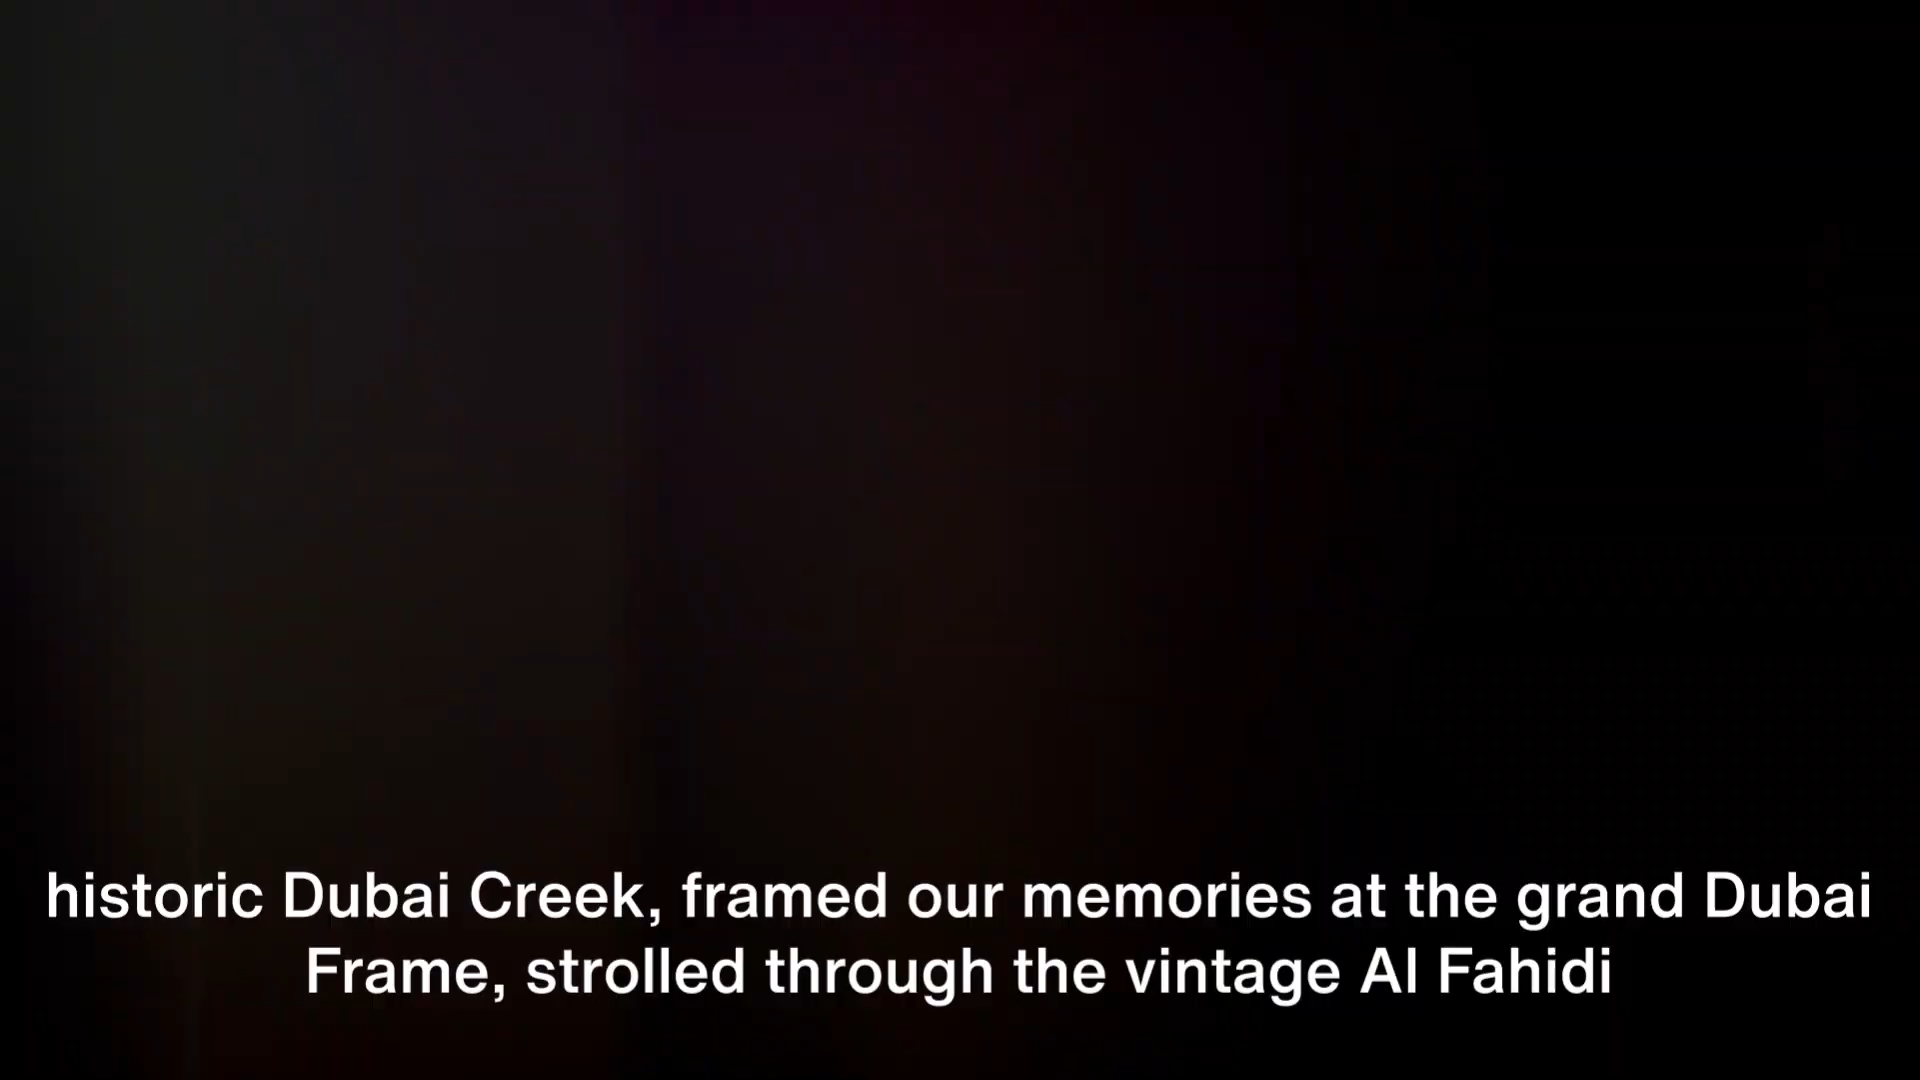 historic Dubai Creek, framed our memories at the grand Dubai
Frame, strolled through the vintage Al Fahidi